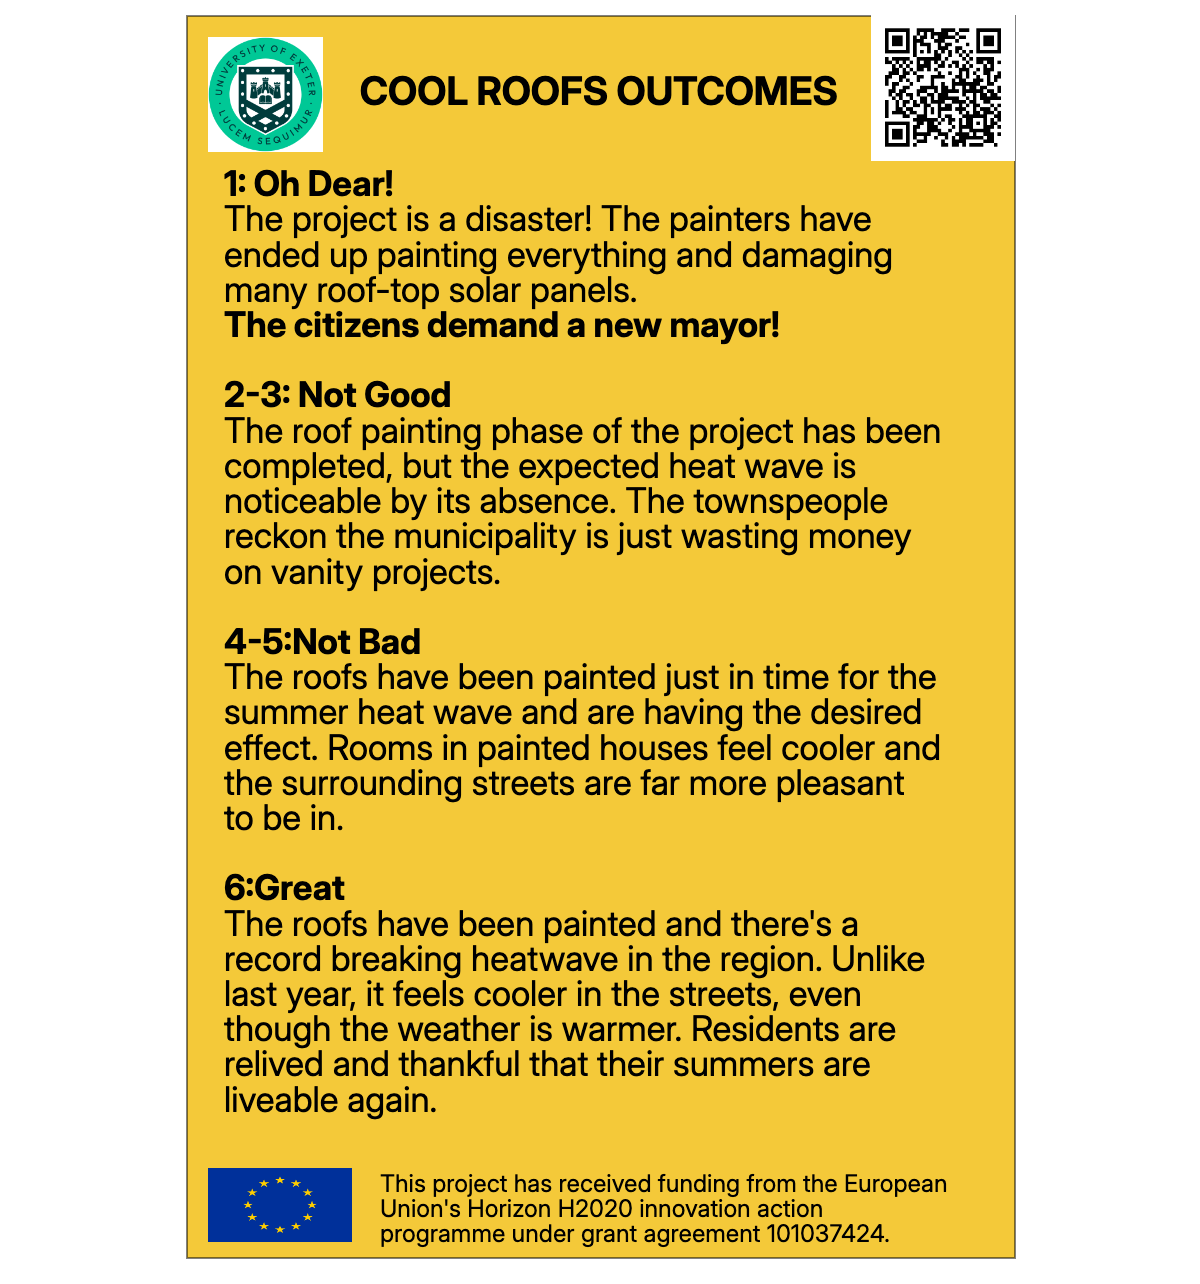 UNIVERSITY OF EXETER
LUCEM SEQUIMUR
COOL ROOFS OUTCOMES
1: Oh Dear!
The project is a disaster! The painters have
ended up painting everything and damaging
many roof-top solar panels.
The citizens demand a new mayor!
2-3: Not Good
The roof painting phase of the project has been
completed, but the expected heat wave is
noticeable by its absence. The townspeople
reckon the municipality is just wasting money
on vanity projects.
4-5:Not Bad
The roofs have been painted just in time for the
summer heat wave and are having the desired
effect. Rooms in painted houses feel cooler and
the surrounding streets are far more pleasant
to be in.
6:Great
The roofs have been painted and there's a
record breaking heatwave in the region. Unlike
last year, it feels cooler in the streets, even
though the weather is warmer. Residents are
relived and thankful that their summers are
liveable again.
This project has received funding from the European
Union's Horizon H2020 innovation action
programme under grant agreement 101037424.